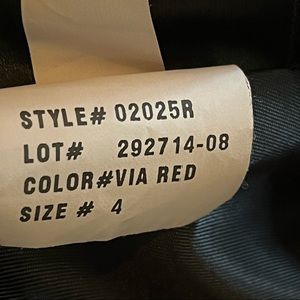 STYLE# 02025R
LOT# 292714-08
COLOR#VIA RED
SIZE # 4